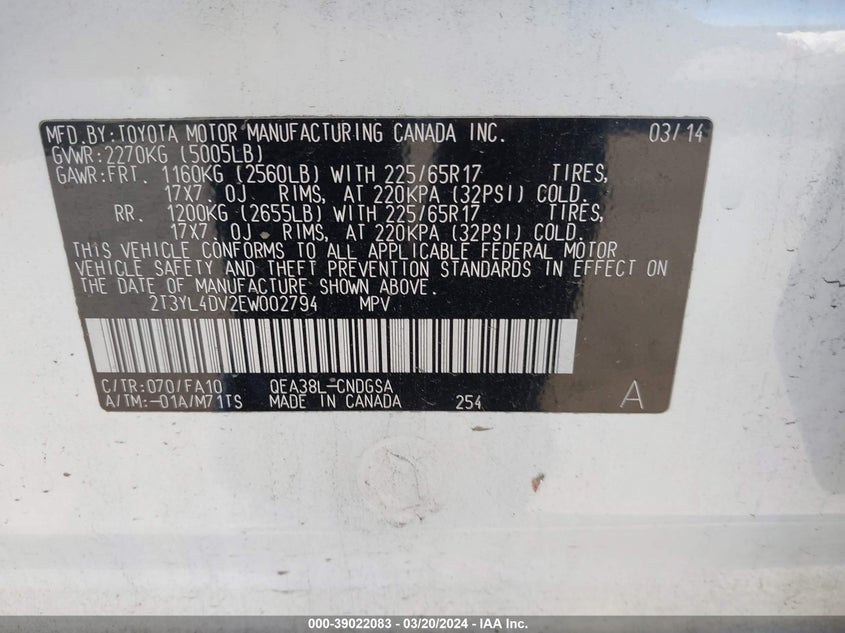 MFD.BY:TOYOTA MOTOR MANUFACTURING CANADA INC. 03/14
GVWR:2270KG (5005LB)
GAWR:FRT. 1160KG (2560LB) WITH 225/65R17 TIRES,
17X7. 0J RIMS, AT 220KPA (32PSI) COLD.
RR. 1200KG (2655LB) WITH 225/65R17 TIRES,
17X7. 0J RIMS, AT 220KPA (32PSI) COLD.
THIS VEHICLE CONFORMS TO ALL APPLICABLE FEDERAL MOTOR
VEHICLE SAFETY AND THEFT PREVENTION STANDARDS IN EFFECT ON
THE DATE OF MANUFACTURE SHOWN ABOVE.
2T3YL4DV2EW002794 MPV
C/TR:070/FA10 QEA38L-CNDGSA
A/TM:-01A/M71TS MADE IN CANADA 254 A
000-39022083 - 03/20/2024 - IAA Inc.